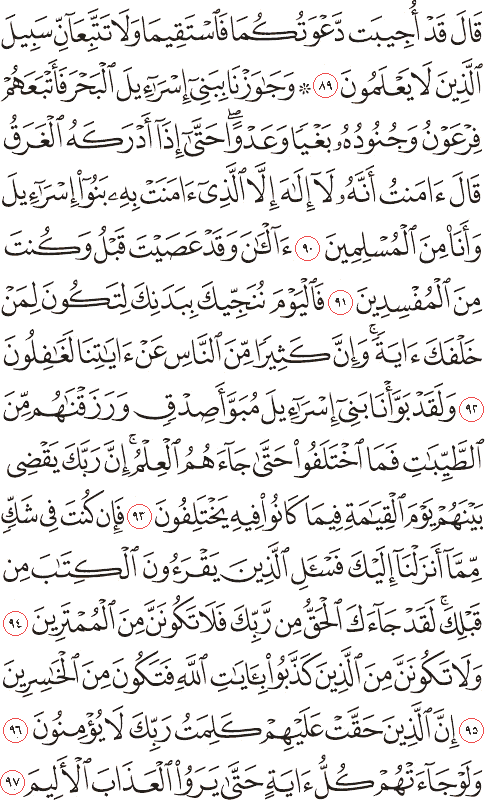 قَالَ قَدْ أُجِيبَت دَّعْوَتُكُمَا فَٱسْتَقِيمَا وَلَا تَتَّبِعَآنِّ سَبِيلَ
ٱلَّذِينَ لَا يَعْلَمُونَ ٨٩ ۞ وَجَٰوَزْنَا بِبَنِىٓ إِسْرَٰٓءِيلَ ٱلْبَحْرَ فَأَتْبَعَهُمْ
فِرْعَوْنُ وَجُنُودُهُۥ بَغْيًا وَعَدْوًا ۖ حَتَّىٰٓ إِذَآ أَدْرَكَهُ ٱلْغَرَقُ
قَالَ ءَامَنتُ أَنَّهُۥ لَآ إِلَٰهَ إِلَّا ٱلَّذِىٓ ءَامَنَتْ بِهِۦ بَنُوٓا۟ إِسْرَٰٓءِيلَ
وَأَنَا۠ مِنَ ٱلْمُسْلِمِينَ ٩٠ ءَآلْـَٰٔنَ وَقَدْ عَصَيْتَ قَبْلُ وَكُنتَ
مِنَ ٱلْمُفْسِدِينَ ٩١ فَٱلْيَوْمَ نُنَجِّيكَ بِبَدَنِكَ لِتَكُونَ لِمَنْ
خَلْفَكَ ءَايَةً ۚ وَإِنَّ كَثِيرًا مِّنَ ٱلنَّاسِ عَنْ ءَايَٰتِنَا لَغَٰفِلُونَ
٩٢ وَلَقَدْ بَوَّأْنَا بَنِىٓ إِسْرَٰٓءِيلَ مُبَوَّأَ صِدْقٍ وَرَزَقْنَٰهُم مِّنَ
ٱلطَّيِّبَٰتِ فَمَا ٱخْتَلَفُوا۟ حَتَّىٰ جَآءَهُمُ ٱلْعِلْمُ ۚ إِنَّ رَبَّكَ يَقْضِى
بَيْنَهُمْ يَوْمَ ٱلْقِيَٰمَةِ فِيمَا كَانُوا۟ فِيهِ يَخْتَلِفُونَ ٩٣ فَإِن كُنتَ فِى شَكٍّ
مِّمَّآ أَنزَلْنَآ إِلَيْكَ فَسْـَٔلِ ٱلَّذِينَ يَقْرَءُونَ ٱلْكِتَٰبَ مِن
قَبْلِكَ ۚ لَقَدْ جَآءَكَ ٱلْحَقُّ مِن رَّبِّكَ فَلَا تَكُونَنَّ مِنَ ٱلْمُمْتَرِينَ ٩٤
وَلَا تَكُونَنَّ مِنَ ٱلَّذِينَ كَذَّبُوا۟ بِـَٔايَٰتِ ٱللَّهِ فَتَكُونَ مِنَ ٱلْخَٰسِرِينَ
٩٥ إِنَّ ٱلَّذِينَ حَقَّتْ عَلَيْهِمْ كَلِمَتُ رَبِّكَ لَا يُؤْمِنُونَ ٩٦
وَلَوْ جَآءَتْهُمْ كُلُّ ءَايَةٍ حَتَّىٰ يَرَوُا۟ ٱلْعَذَابَ ٱلْأَلِيمَ ٩٧